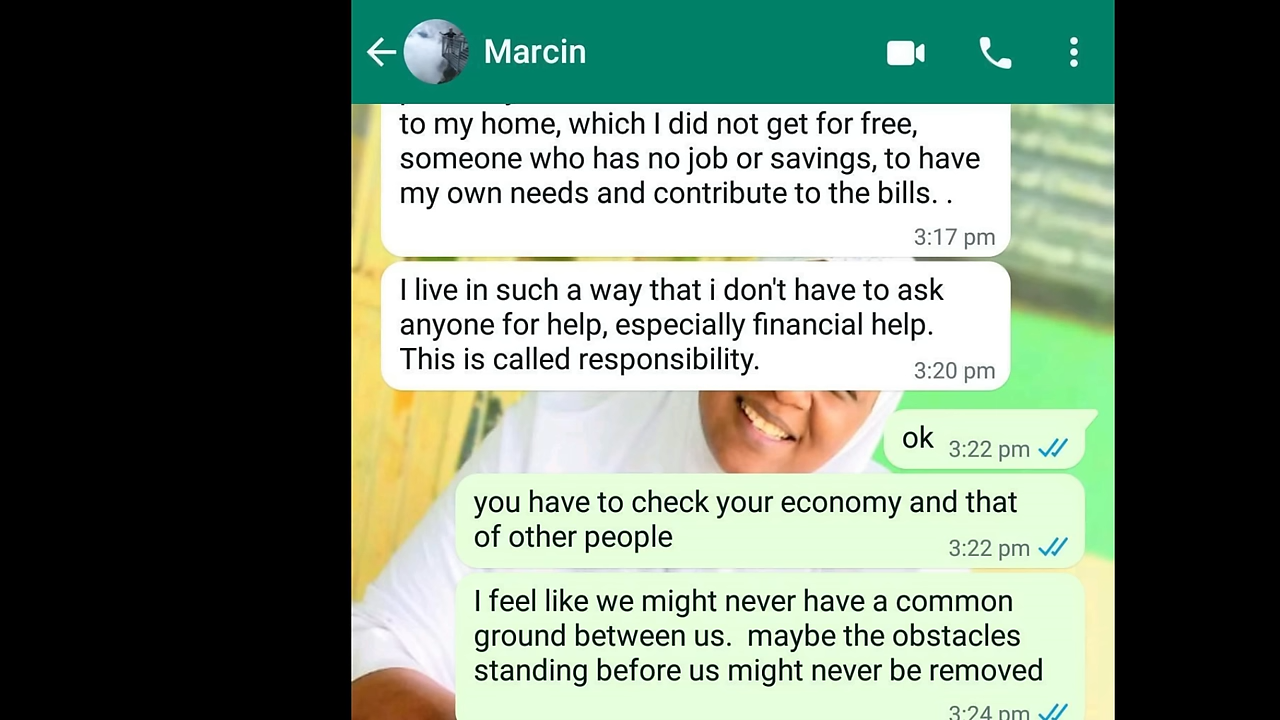 Marcin
to my home, which I did not get for free,
someone who has no job or savings, to have
my own needs and contribute to the bills. .
3:17 pm
I live in such a way that i don't have to ask
anyone for help, especially financial help.
This is called responsibility.
3:20 pm
ok
3:22 pm
you have to check your economy and that
of other people
3:22 pm
I feel like we might never have a common
ground between us.  maybe the obstacles
standing before us might never be removed
3:24 pm